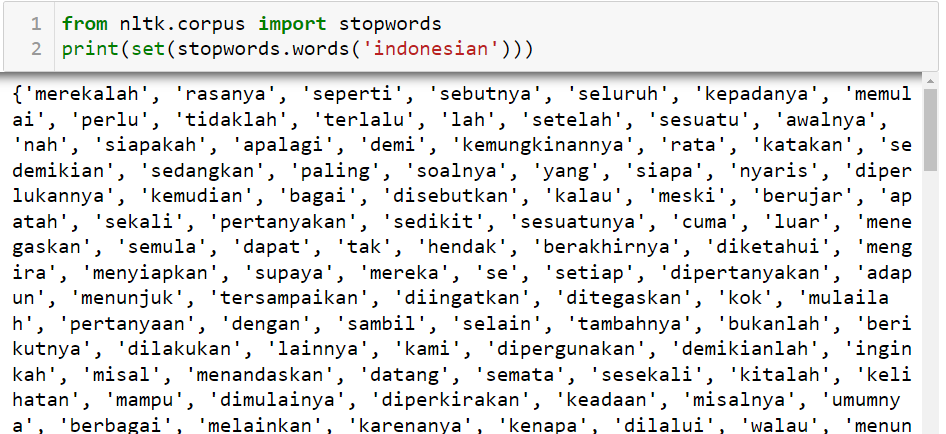 1 from nltk.corpus import stopwords
2 print(set(stopwords.words('indonesian')))
{'merekalah', 'rasanya', 'seperti', 'sebutnya', 'seluruh', 'kepadanya', 'memul
ai', 'perlu', 'tidaklah', 'terlalu', 'lah', 'setelah', 'sesuatu', 'awalnya',
'nah', 'siapakah', 'apalagi', 'demi', 'kemungkinannya', 'rata', 'katakan', 'se
demikian', 'sedangkan', 'paling', 'soalnya', 'yang', 'siapa', 'nyaris', 'diper
lukannya', 'kemudian', 'bagai', 'disebutkan', 'kalau', 'meski', 'berujar', 'ap
atah', 'sekali', 'pertanyakan', 'sedikit', 'sesuatunya', 'cuma', 'luar', 'mene
gaskan', 'semula', 'dapat', 'tak', 'hendak', 'berakhirnya', 'diketahui', 'meng
ira', 'menyiapkan', 'supaya', 'mereka', 'se', 'setiap', 'dipertanyakan', 'adap
un', 'menunjuk', 'tersampaikan', 'diingatkan', 'ditegaskan', 'kok', 'mulaila
h', 'pertanyaan', 'dengan', 'sambil', 'selain', 'tambahnya', 'bukanlah', 'beri
kutnya', 'dilakukan', 'lainnya', 'kami', 'dipergunakan', 'demikianlah', 'ingin
kah', 'misal', 'menandaskan', 'datang', 'semata', 'sesekali', 'kitalah', 'keli
hatan', 'mampu', 'dimulainya', 'diperkirakan', 'keadaan', 'misalnya', 'umumny
a', 'berbagai', 'melainkan', 'karenanya', 'kenapa', 'dilalui', 'walau', 'menun